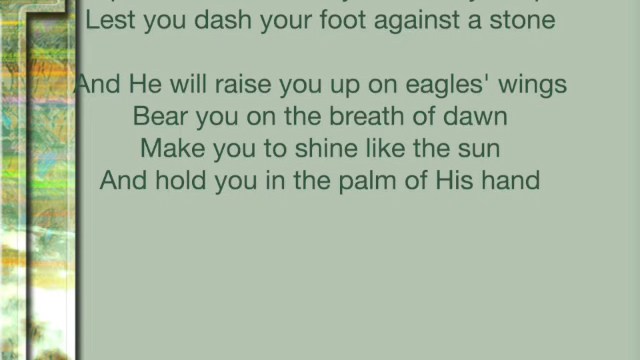 Lest you dash your foot against a stone
And He will raise you up on eagles' wings
Bear you on the breath of dawn
Make you to shine like the sun
And hold you in the palm of His hand